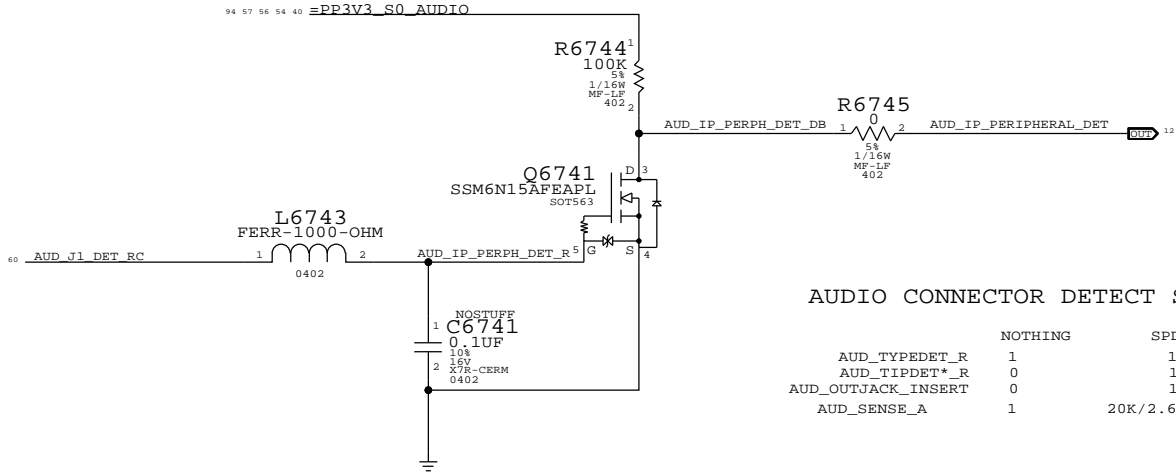 94 57 56 54 40 =PP3V3_S0_AUDIO
R6744
1
100K
5%
1/16W
MF-LF
402
2
AUD_IP_PERPH_DET_DB
R6745
0
1
2
5%
1/16W
MF-LF
402
AUD_IP_PERIPHERAL_DET
OUT
12
Q6741
SSM6N15AFEAPL
SOT563
D
3
5
G
S
4
L6743
FERR-1000-OHM
60
AUD_J1_DET_RC
1
2
0402
AUD_IP_PERPH_DET_R
NOSTUFF
1
C6741
0.1UF
10%
16V
2
X7R-CERM
0402
AUDIO CONNECTOR DETECT S
NOTHING SPD
AUD_TYPEDET_R 1 1
AUD_TIPDET*_R 0 1
AUD_OUTJACK_INSERT 0 1
AUD_SENSE_A 1 20K/2.6